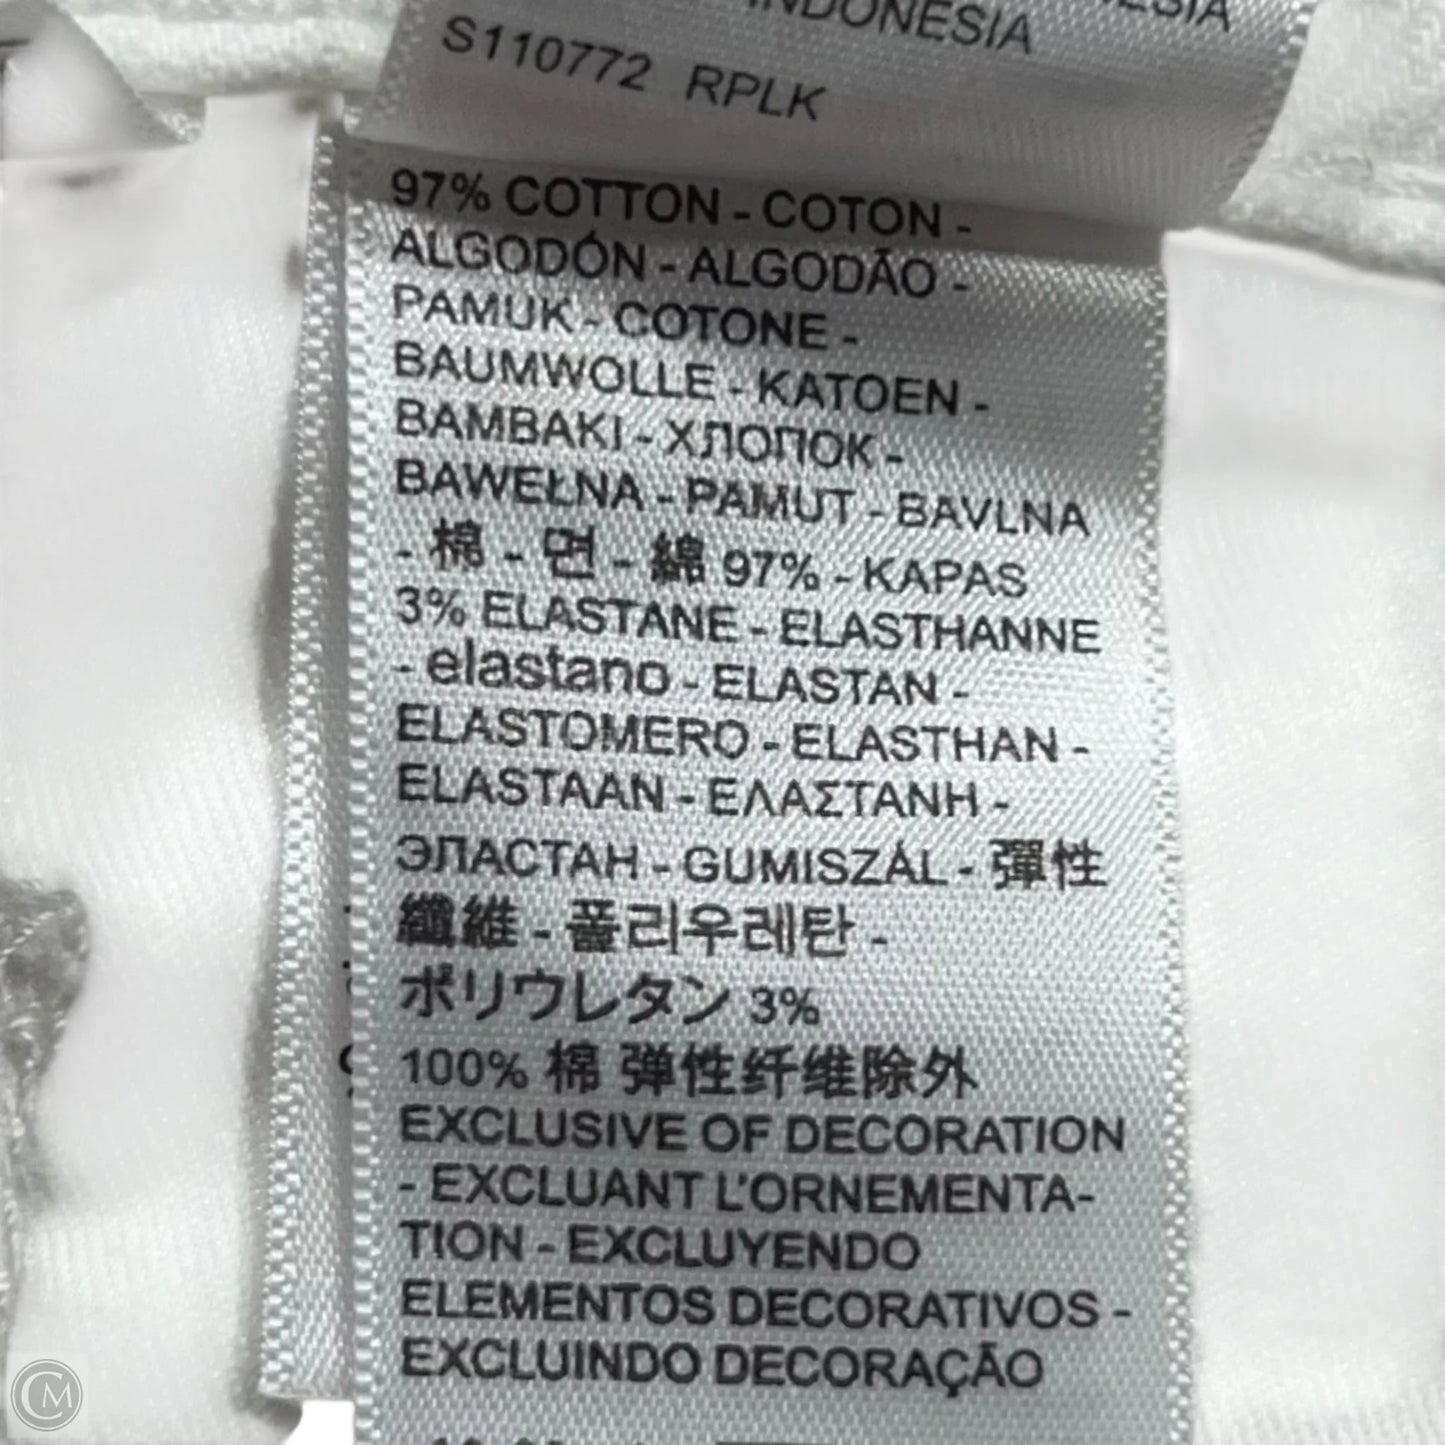 INDONESIA
S110772 RPLK
97% COTTON - COTON -
ALGODÓN - ALGODÃO -
PAMUK - COTONE -
BAUMWOLLE - KATOEN -
BAMBAKI - ХЛОПОК -
BAWEŁNA - PAMUT - BAVLNA
- 棉 - 면 - 綿 97% - KAPAS
3% ELASTANE - ELASTHANNE
- elastano - ELASTAN -
ELASTOMERO - ELASTHAN -
ELASTAAN - ΕΛΑΣΤΑΝΗ -
ЭЛАСТАН - GUMISZÁL - 彈性
纖維 - 폴리우레탄 -
ポリウレタン 3%
100% 棉 弹性纤维除外
EXCLUSIVE OF DECORATION
- EXCLUANT L'ORNEMENTA-
TION - EXCLUYENDO
ELEMENTOS DECORATIVOS -
EXCLUINDO DECORAÇÃO
CM